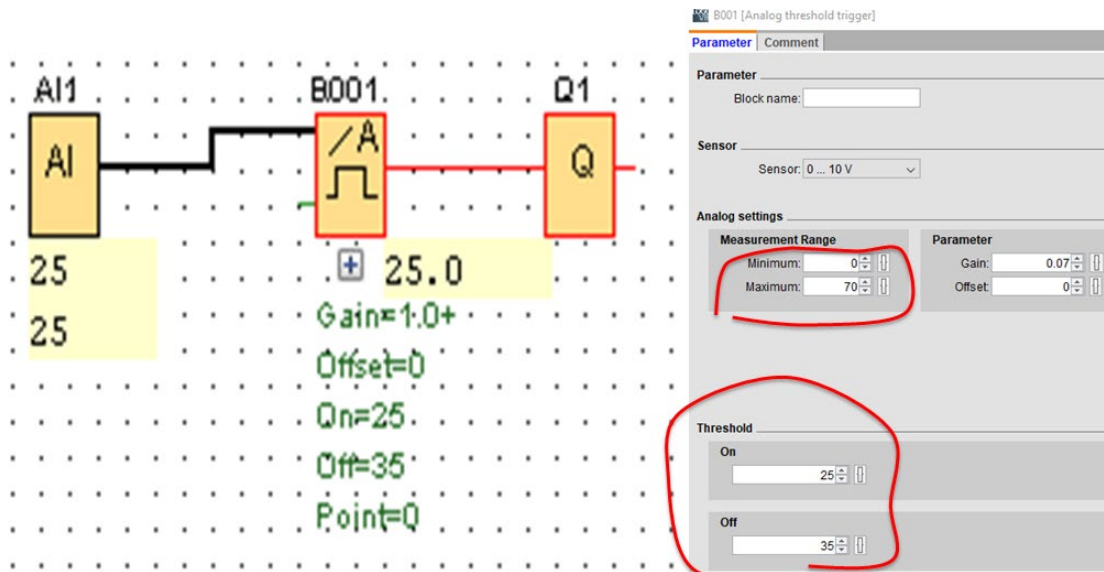 AI1
AI
25
25
B001
/A
25.0
Gain=1.0+
Offset=0
On=25
Off=35
Point=0
Q1
Q
B001 [Analog threshold trigger]
Parameter Comment
Parameter
Block name:
Sensor
Sensor: 0 ... 10 V
Analog settings
Measurement Range
Minimum: 0
Maximum: 70
Parameter
Gain: 0.07
Offset: 0
Threshold
On
25
Off
35